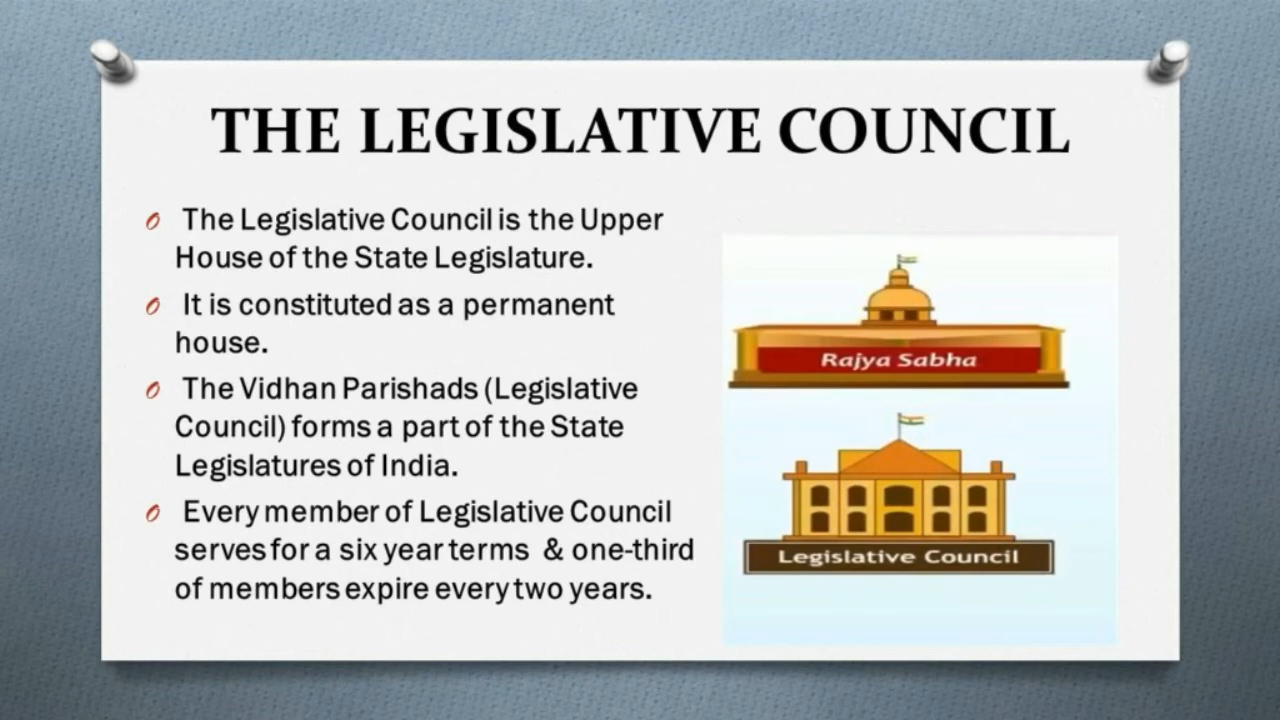 THE LEGISLATIVE COUNCIL
The Legislative Council is the Upper
House of the State Legislature.
It is constituted as a permanent
house.
The Vidhan Parishads (Legislative
Council) forms a part of the State
Legislatures of India.
Every member of Legislative Council
serves for a six year terms & one-third
of members expire every two years.
Rajya Sabha
Legislative Council